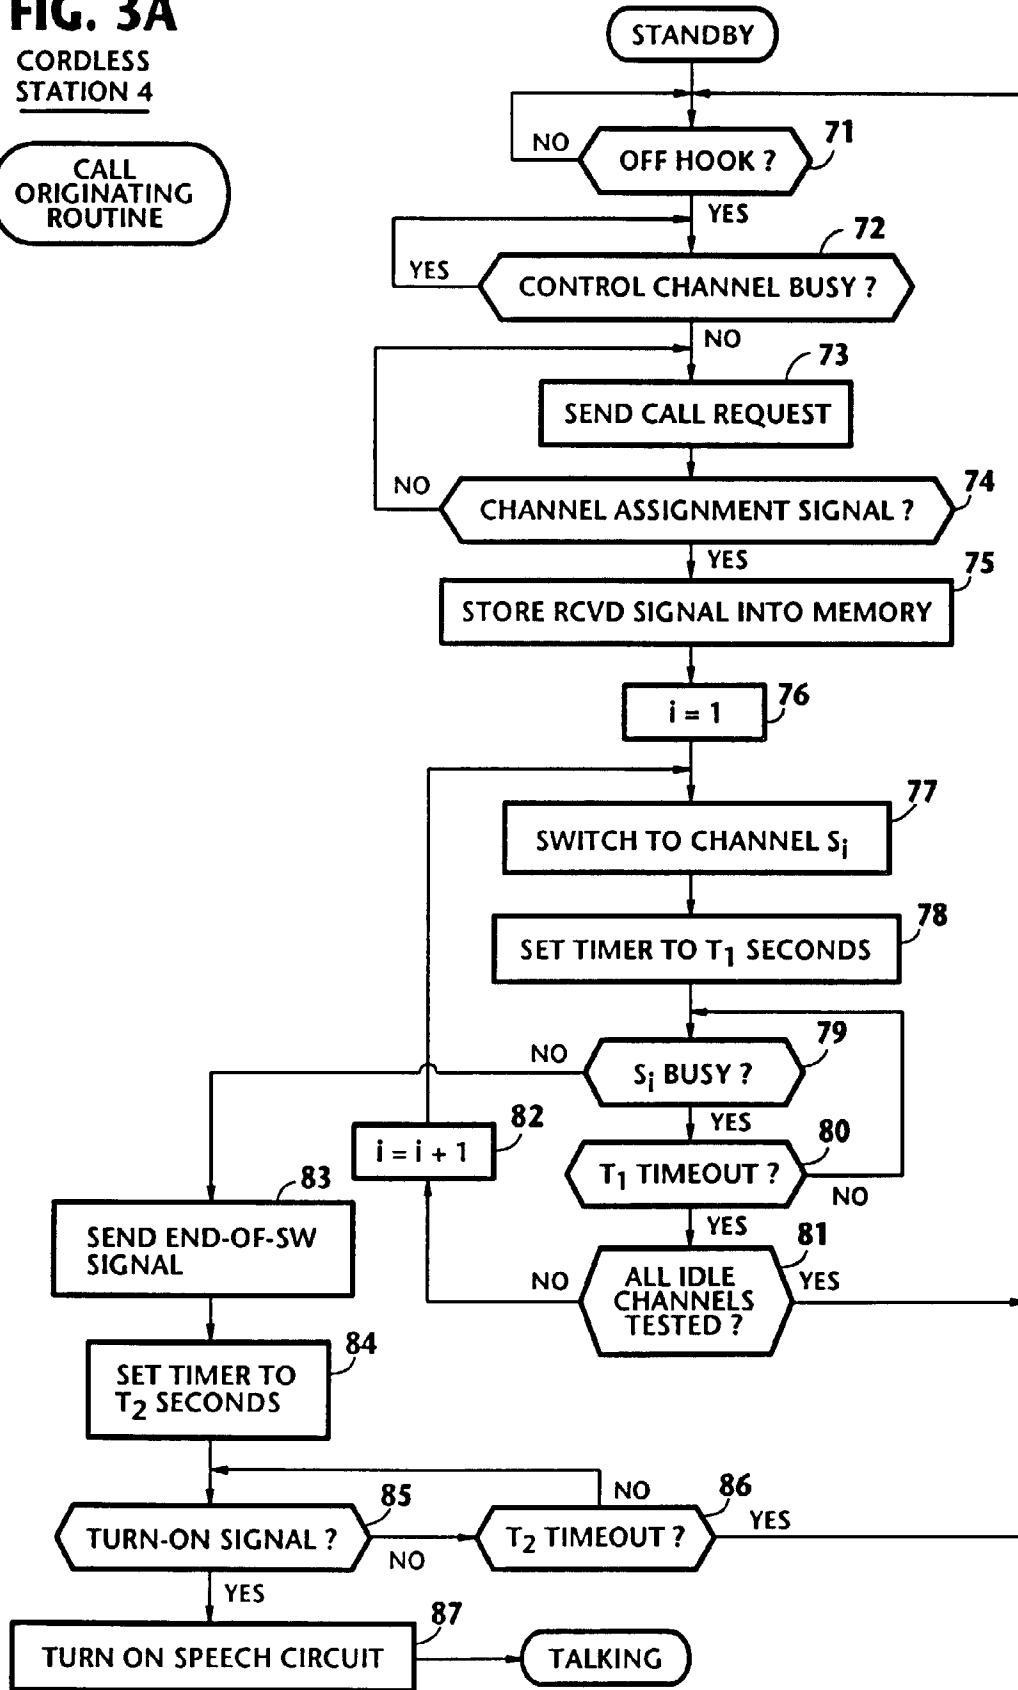 FIG. 3A
CORDLESS
STATION 4
CALL
ORIGINATING
ROUTINE
STANDBY
71
NO
OFF HOOK ?
YES
72
YES
CONTROL CHANNEL BUSY ?
NO
73
SEND CALL REQUEST
74
NO
CHANNEL ASSIGNMENT SIGNAL ?
YES
75
STORE RCVD SIGNAL INTO MEMORY
76
i = 1
77
SWITCH TO CHANNEL Si
78
SET TIMER TO T1 SECONDS
79
NO
Si BUSY ?
YES
82
i = i + 1
80
T1 TIMEOUT ?
NO
YES
81
NO
ALL IDLE
CHANNELS
TESTED ?
YES
83
SEND END-OF-SW
SIGNAL
84
SET TIMER TO
T2 SECONDS
85
TURN-ON SIGNAL ?
NO
86
NO
T2 TIMEOUT ?
YES
YES
87
TURN ON SPEECH CIRCUIT
TALKING